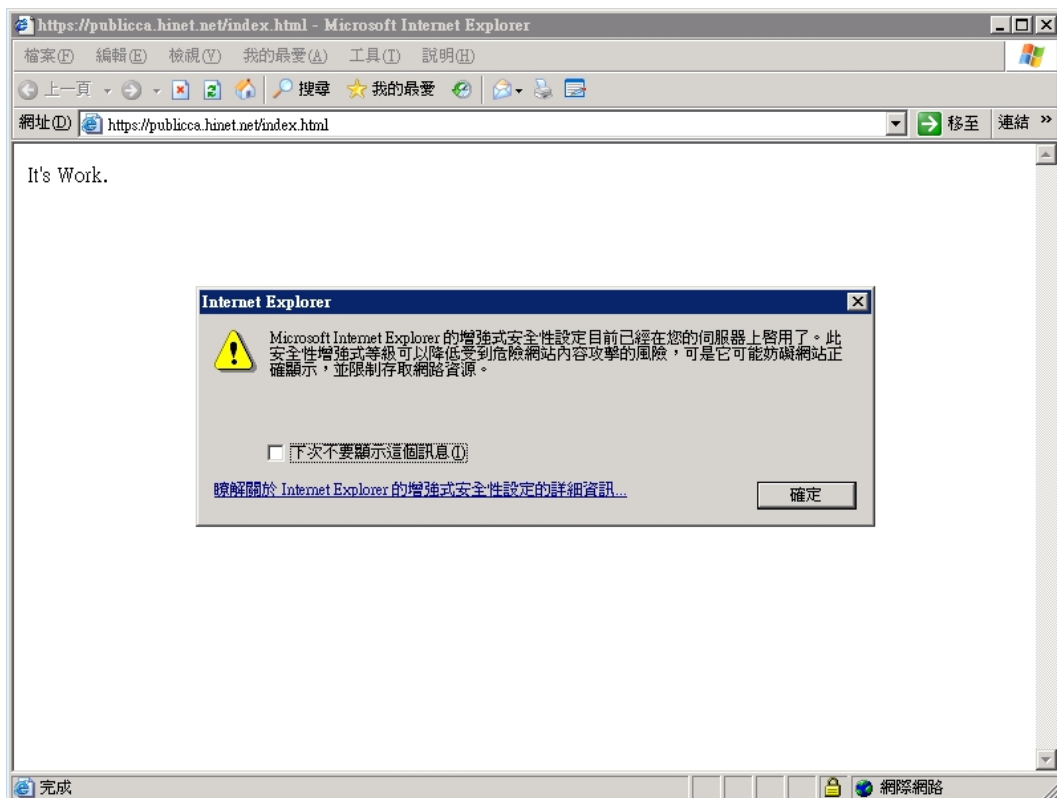 https://publicca.hinet.net/index.html - Microsoft Internet Explorer
檔案(F) 編輯(E) 檢視(V) 我的最愛(A) 工具(T) 說明(H)
上一頁 搜尋 我的最愛
網址(D) https://publicca.hinet.net/index.html 移至 連結 »
It's Work.
Internet Explorer
Microsoft Internet Explorer 的增強式安全性設定目前已經在您的伺服器上啓用了。此
安全性增強式等級可以降低受到危險網站內容攻擊的風險，可是它可能妨礙網站正
確顯示，並限制存取網路資源。
下次不要顯示這個訊息(I)
瞭解關於 Internet Explorer 的增強式安全性設定的詳細資訊...
確定
完成 網際網路